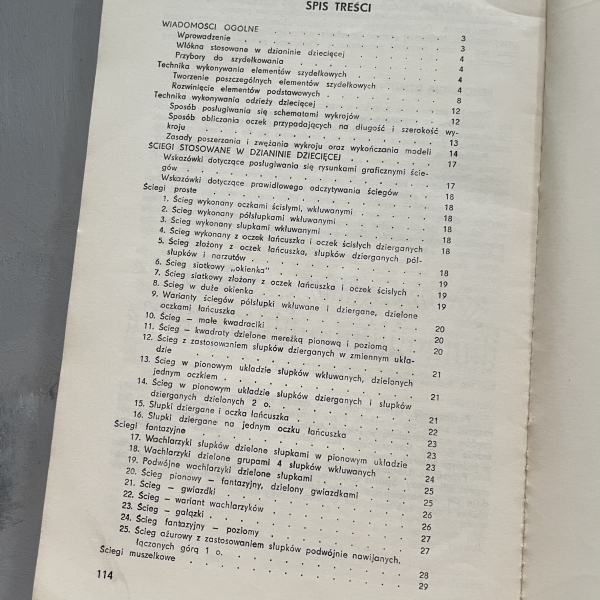 SPIS TREŚCI
WIADOMOŚCI OGÓLNE . . . . . . 3
Wprowadzenie . . . . . . 3
Włókna stosowane w dzianinie dziecięcej . . . . 4
Przybory do szydełkowania . . . . 4
Technika wykonywania elementów szydełkowych . . . . 4
Tworzenie poszczególnych elementów szydełkowych . . . . 4
Rozwinięcie elementów podstawowych . . . . 8
Technika wykonywania odzieży dziecięcej . . . . 12
Sposób posługiwania się schematami wykrojów . . . . 12
Sposób obliczania oczek przypadających na długość i szerokość wy-
kroju . . . . 13
Zasady poszerzania i zwężania wykroju oraz wykończania modeli 14
ŚCIEGI STOSOWANE W DZIANINIE DZIECIĘCEJ . . . . 17
Wskazówki dotyczące posługiwania się rysunkami graficznymi ście-
gów . . . . 17
Wskazówki dotyczące prawidłowego odczytywania ściegów . . 18
Ściegi proste . . . . 18
1. Ścieg wykonany oczkami ścisłymi, wkłuwanymi . . . . 18
2. Ścieg wykonany półsłupkami wkłuwanymi . . . . 18
3. Ścieg wykonany słupkami wkłuwanymi . . . . 18
4. Ścieg wykonany z oczek łańcuszka i oczek ścisłych dzierganych 18
5. Ścieg złożony z oczek łańcuszka, słupków dzierganych pół-
słupków i narzutów . . . . 18
6. Ścieg siatkowy „okienka” . . . . 19
7. Ścieg siatkowy złożony z oczek łańcuszka i oczek ścisłych . 19
8. Ścieg w duże okienka . . . . 19
9. Warianty ściegów półsłupki wkłuwane i dziergane, dzielone
oczkami łańcuszka . . . . 20
10. Ścieg — małe kwadraciki . . . . 20
11. Ścieg — kwadraty dzielone mereżką pionową i poziomą . . 20
12. Ścieg z zastosowaniem słupków dzierganych w zmiennym ukła-
dzie . . . . 21
13. Ścieg w pionowym układzie słupków wkłuwanych, dzielonych
jednym oczkiem . . . . 21
14. Ścieg w pionowym układzie słupków dzierganych i słupków
dzierganych dzielonych 2 o. . . . . 21
15. Słupki dziergane i oczka łańcuszka . . . . 22
16. Słupki dziergane na jednym oczku łańcuszka . . . . 23
Ściegi fantazyjne . . . . 23
17. Wachlarzyki słupków dzielone słupkami w pionowym układzie 23
18. Wachlarzyki dzielone grupami 4 słupków wkłuwanych . . 24
19. Podwójne wachlarzyki dzielone słupkami . . . . 25
20. Ścieg pionowy — fantazyjny, dzielony gwiazdkami . . . . 25
21. Ścieg — gwiazdki . . . . 26
22. Ścieg — wariant wachlarzyków . . . . 26
23. Ścieg — gałązki . . . . 27
24. Ścieg fantazyjny — poziomy . . . . 27
25. Ścieg ażurowy z zastosowaniem słupków podwójnie nawijanych,
łączonych górą 1 o. . . . . 28
Ściegi muszelkowe . . . . 29
114